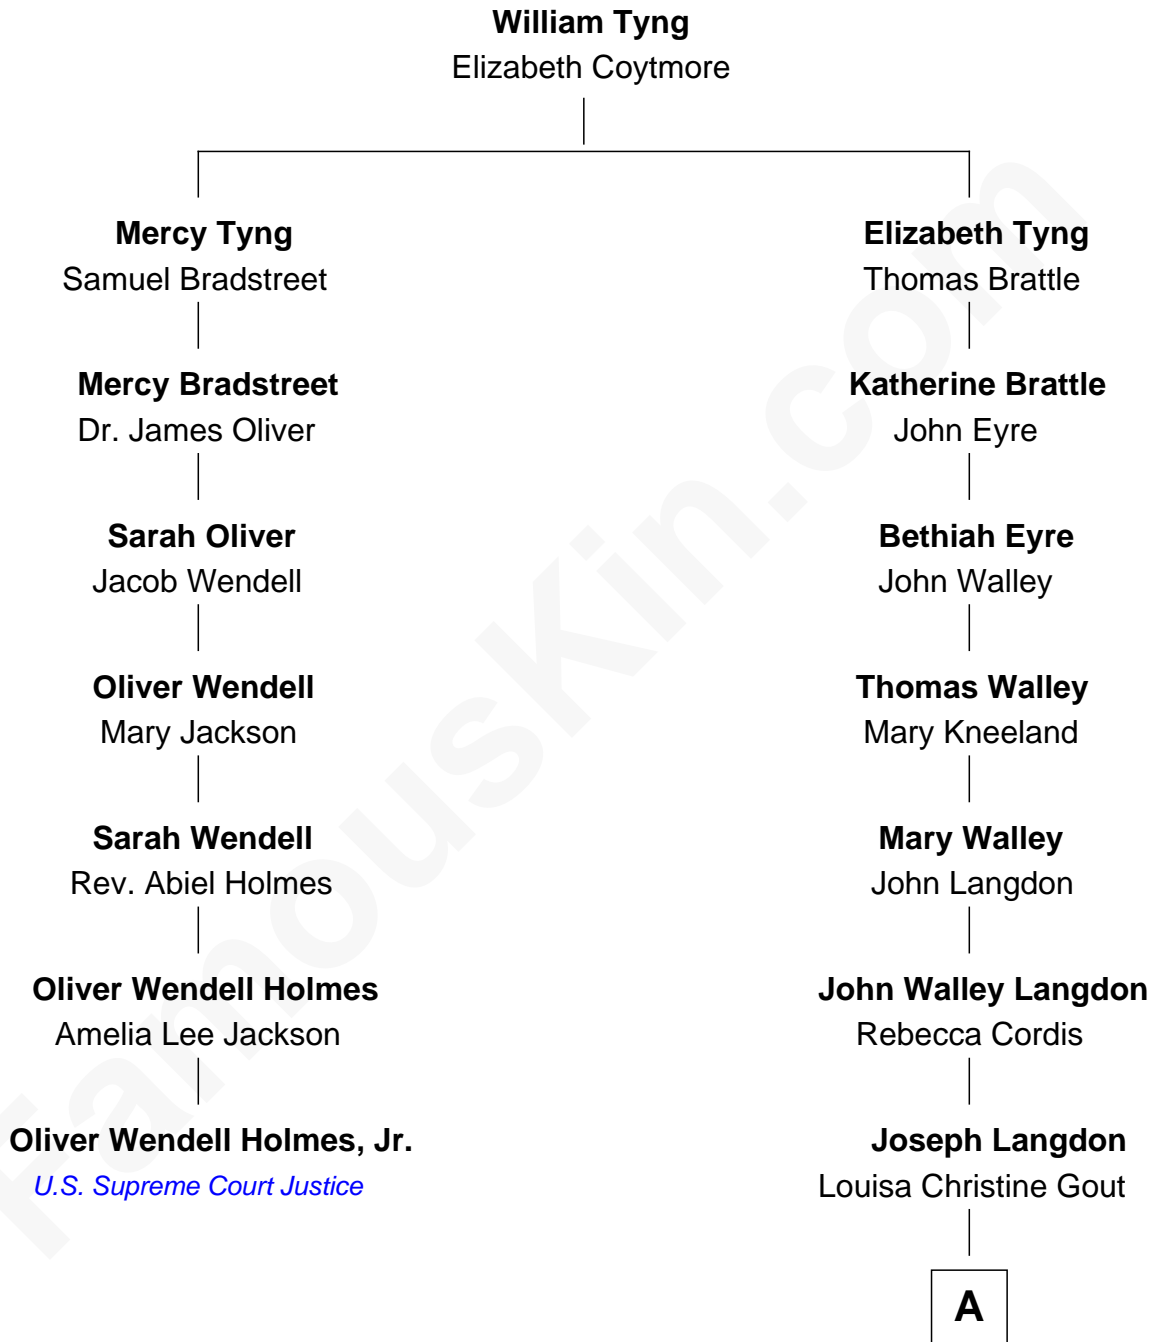 William Tyng
Elizabeth Coytmore
Mercy Tyng
Samuel Bradstreet
Elizabeth Tyng
Thomas Brattle
Mercy Bradstreet
Dr. James Oliver
Katherine Brattle
John Eyre
Sarah Oliver
Jacob Wendell
Bethiah Eyre
John Walley
Oliver Wendell
Mary Jackson
Thomas Walley
Mary Kneeland
Sarah Wendell
Rev. Abiel Holmes
Mary Walley
John Langdon
Oliver Wendell Holmes
Amelia Lee Jackson
John Walley Langdon
Rebecca Cordis
Oliver Wendell Holmes, Jr.
U.S. Supreme Court Justice
Joseph Langdon
Louisa Christine Gout
A
FamousKin.com